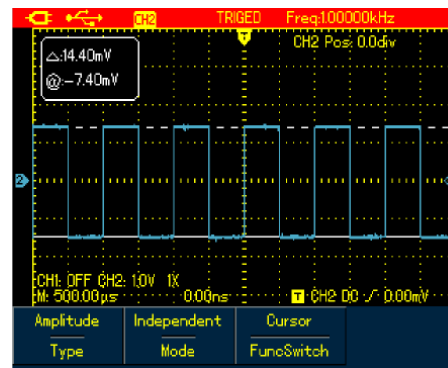 CH2 TRIGED Freq:100000kHz
T
CH2 Pos: 0.0div
△:14.40mV
@:-7.40mV
2
CH1: OFF CH2: 1.0V 1X
M: 500.00µs 0.00ns T CH2 DC 0.00mV
Amplitude Independent Cursor
Type Mode FuncSwitch